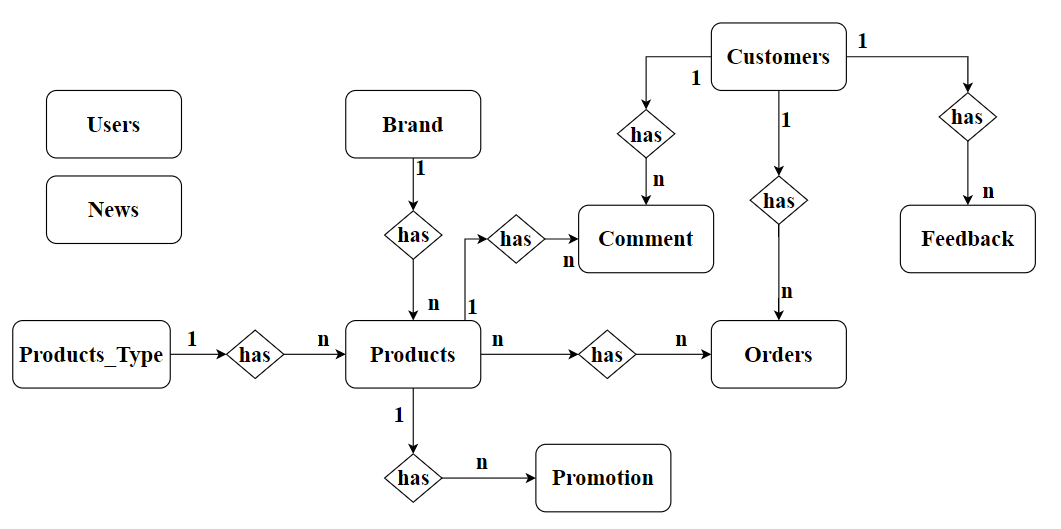 Customers
1
1
Users
Brand
has
has
1
1
News
n
has
n
has
has
Comment
Feedback
n
n
n
1
Products_Type
1
has
n
Products
n
has
n
Orders
1
has
n
Promotion